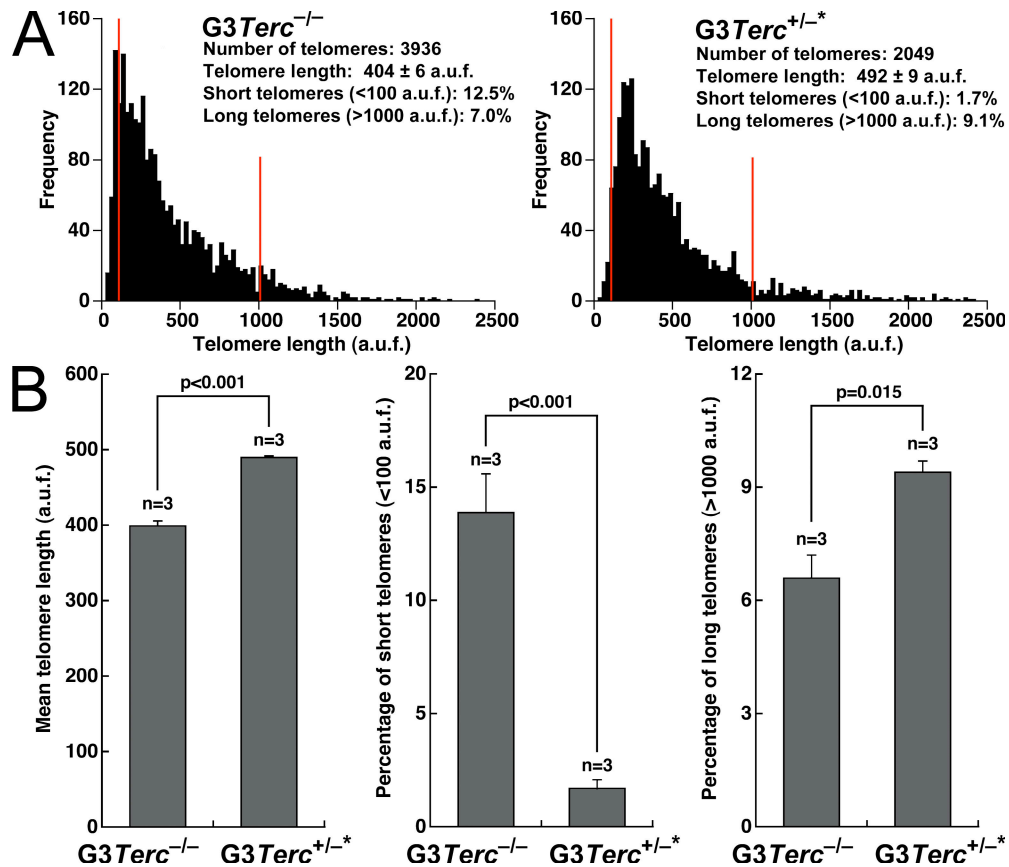 A
G3Terc–/–
Number of telomeres: 3936
Telomere length: 404 ± 6 a.u.f.
Short telomeres (<100 a.u.f.): 12.5%
Long telomeres (>1000 a.u.f.): 7.0%
160
120
80
40
0
Frequency
0 500 1000 1500 2000 2500
Telomere length (a.u.f.)
G3Terc+/–*
Number of telomeres: 2049
Telomere length: 492 ± 9 a.u.f.
Short telomeres (<100 a.u.f.): 1.7%
Long telomeres (>1000 a.u.f.): 9.1%
160
120
80
40
0
Frequency
0 500 1000 1500 2000 2500
Telomere length (a.u.f.)
B
600
500
400
300
200
100
0
Mean telomere length (a.u.f.)
p<0.001
n=3
n=3
G3Terc–/– G3Terc+/–*
20
15
10
5
0
Percentage of short telomeres (<100 a.u.f.)
p<0.001
n=3
n=3
G3Terc–/– G3Terc+/–*
12
9
6
3
0
Percentage of long telomeres (>1000 a.u.f.)
p=0.015
n=3
n=3
G3Terc–/– G3Terc+/–*